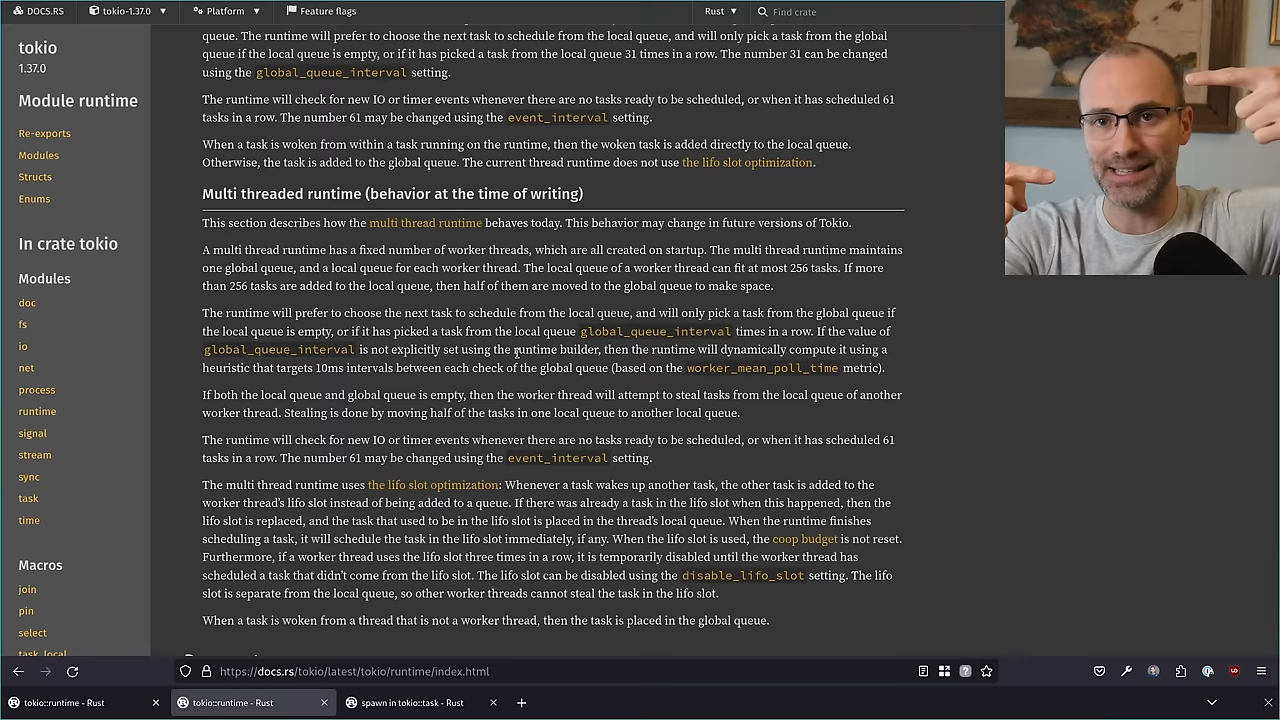 DOCS.RS
tokio-1.37.0
Platform
Feature flags
Rust
Find crate
tokio
1.37.0
Module runtime
Re-exports
Modules
Structs
Enums
In crate tokio
Modules
doc
fs
io
net
process
runtime
signal
stream
sync
task
time
Macros
join
pin
select
task_local
queue. The runtime will prefer to choose the next task to schedule from the local queue, and will only pick a task from the global
queue if the local queue is empty, or if it has picked a task from the local queue 31 times in a row. The number 31 can be changed
using the global_queue_interval setting.
The runtime will check for new IO or timer events whenever there are no tasks ready to be scheduled, or when it has scheduled 61
tasks in a row. The number 61 may be changed using the event_interval setting.
When a task is woken from within a task running on the runtime, then the woken task is added directly to the local queue.
Otherwise, the task is added to the global queue. The current thread runtime does not use the lifo slot optimization.
Multi threaded runtime (behavior at the time of writing)
This section describes how the multi thread runtime behaves today. This behavior may change in future versions of Tokio.
A multi thread runtime has a fixed number of worker threads, which are all created on startup. The multi thread runtime maintains
one global queue, and a local queue for each worker thread. The local queue of a worker thread can fit at most 256 tasks. If more
than 256 tasks are added to the local queue, then half of them are moved to the global queue to make space.
The runtime will prefer to choose the next task to schedule from the local queue, and will only pick a task from the global queue if
the local queue is empty, or if it has picked a task from the local queue global_queue_interval times in a row. If the value of
global_queue_interval is not explicitly set using the runtime builder, then the runtime will dynamically compute it using a
heuristic that targets 10ms intervals between each check of the global queue (based on the worker_mean_poll_time metric).
If both the local queue and global queue is empty, then the worker thread will attempt to steal tasks from the local queue of another
worker thread. Stealing is done by moving half of the tasks in one local queue to another local queue.
The runtime will check for new IO or timer events whenever there are no tasks ready to be scheduled, or when it has scheduled 61
tasks in a row. The number 61 may be changed using the event_interval setting.
The multi thread runtime uses the lifo slot optimization: Whenever a task wakes up another task, the other task is added to the
worker thread's lifo slot instead of being added to a queue. If there was already a task in the lifo slot when this happened, then the
lifo slot is replaced, and the task that used to be in the lifo slot is placed in the thread's local queue. When the runtime finishes
scheduling a task, it will schedule the task in the lifo slot immediately, if any. When the lifo slot is used, the coop budget is not reset.
Furthermore, if a worker thread uses the lifo slot three times in a row, it is temporarily disabled until the worker thread has
scheduled a task that didn't come from the lifo slot. The lifo slot can be disabled using the disable_lifo_slot setting. The lifo
slot is separate from the local queue, so other worker threads cannot steal the task in the lifo slot.
When a task is woken from a thread that is not a worker thread, then the task is placed in the global queue.
https://docs.rs/tokio/latest/tokio/runtime/index.html
tokio::runtime - Rust
tokio::runtime - Rust
spawn in tokio::task - Rust